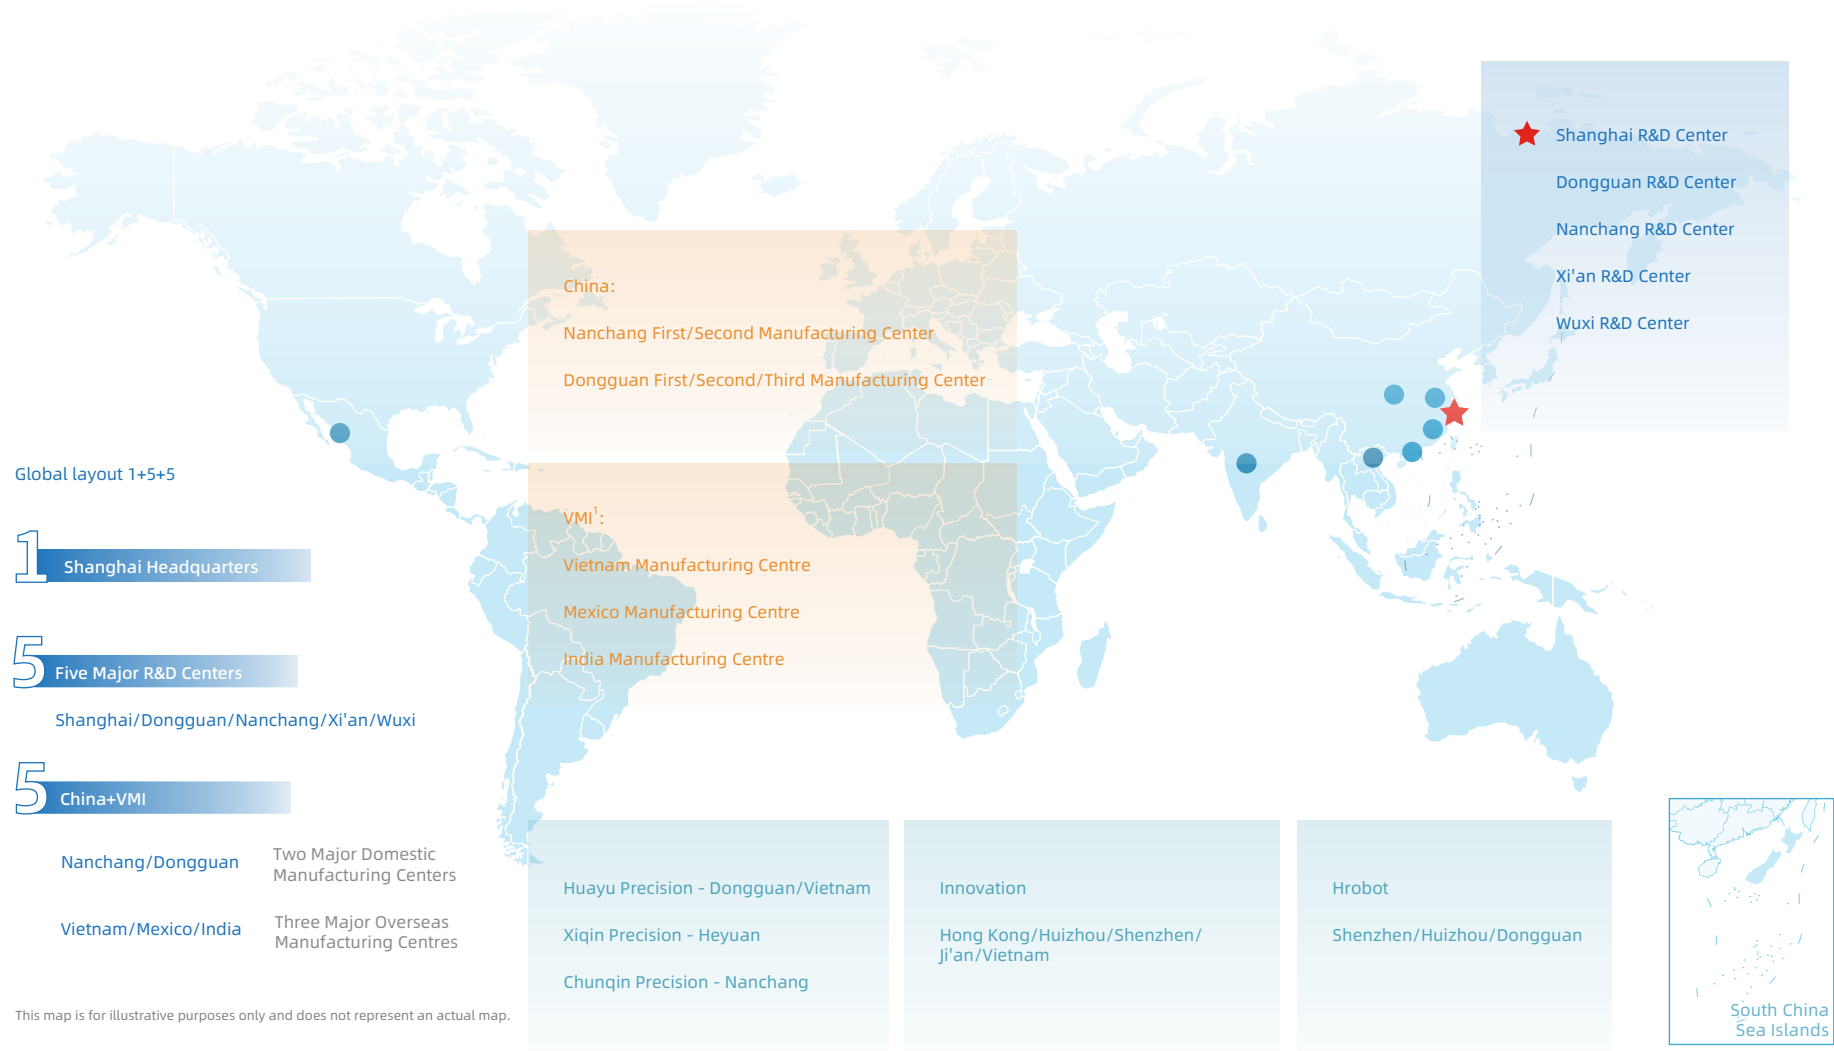 Shanghai R&D Center
Dongguan R&D Center
Nanchang R&D Center
Xi'an R&D Center
Wuxi R&D Center
China:
Nanchang First/Second Manufacturing Center
Dongguan First/Second/Third Manufacturing Center
Global layout 1+5+5
1 Shanghai Headquarters
5 Five Major R&D Centers
Shanghai/Dongguan/Nanchang/Xi'an/Wuxi
5 China+VMI
Nanchang/Dongguan
Two Major Domestic
Manufacturing Centers
Vietnam/Mexico/India
Three Major Overseas
Manufacturing Centres
VMI¹:
Vietnam Manufacturing Centre
Mexico Manufacturing Centre
India Manufacturing Centre
Huayu Precision - Dongguan/Vietnam
Xiqin Precision - Heyuan
Chunqin Precision - Nanchang
Innovation
Hong Kong/Huizhou/Shenzhen/
Ji'an/Vietnam
Hrobot
Shenzhen/Huizhou/Dongguan
South China
Sea Islands
This map is for illustrative purposes only and does not represent an actual map.